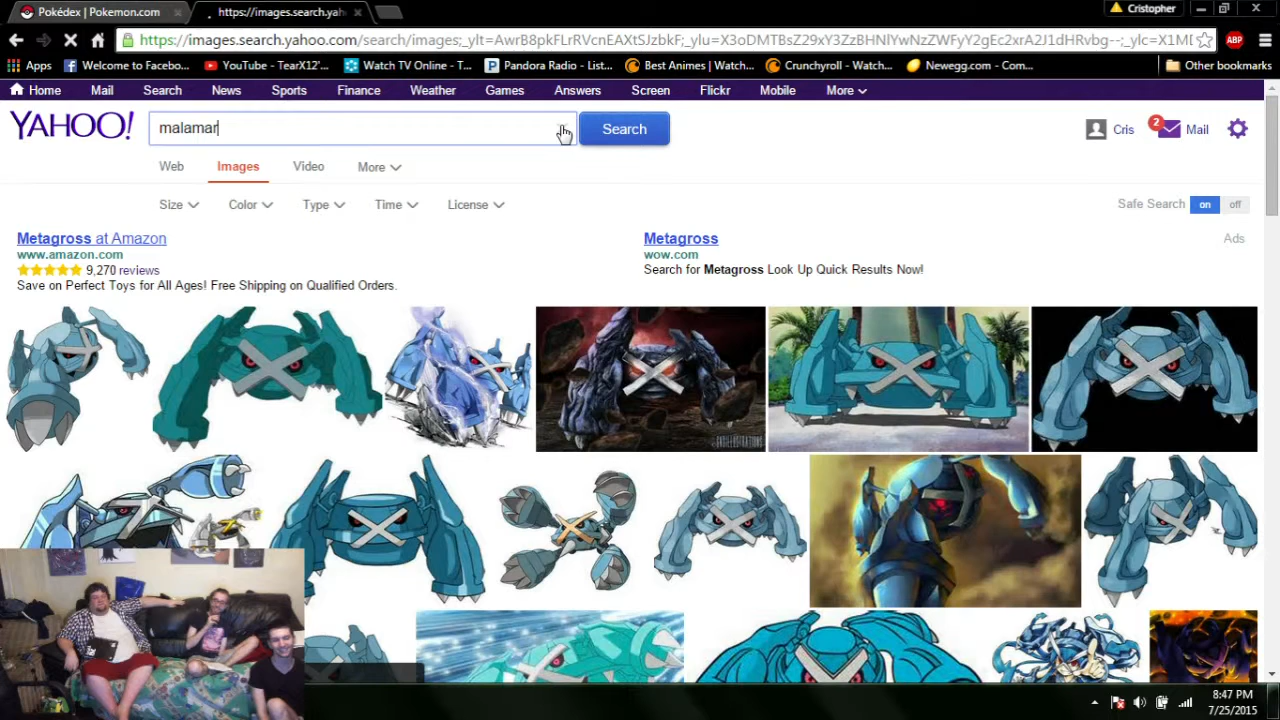 Pokédex | Pokemon.com
https://images.search.yah
Cristopher
https://images.search.yahoo.com/search/images;_ylt=AwrB8pkFLrRVcnEAXtSJzbkF;_ylu=X3oDMTBsZ29xY3ZzBHNlYwNzZWFyY2gEc2xrA2J1dHRvbg--;_ylc=X1MD
ABP
Apps
Welcome to Facebo...
YouTube - TearX12'...
Watch TV Online - T...
Pandora Radio - List...
Best Animes | Watch...
Crunchyroll - Watch...
Newegg.com - Com...
Other bookmarks
Home Mail Search News Sports Finance Weather Games Answers Screen Flickr Mobile More
YAHOO!
malamar
Search
Cris
2
Mail
Web Images Video More
Size Color Type Time License
Safe Search on off
Metagross at Amazon
www.amazon.com
9,270 reviews
Save on Perfect Toys for All Ages! Free Shipping on Qualified Orders.
Metagross
wow.com
Search for Metagross Look Up Quick Results Now!
Ads
8:47 PM
7/25/2015